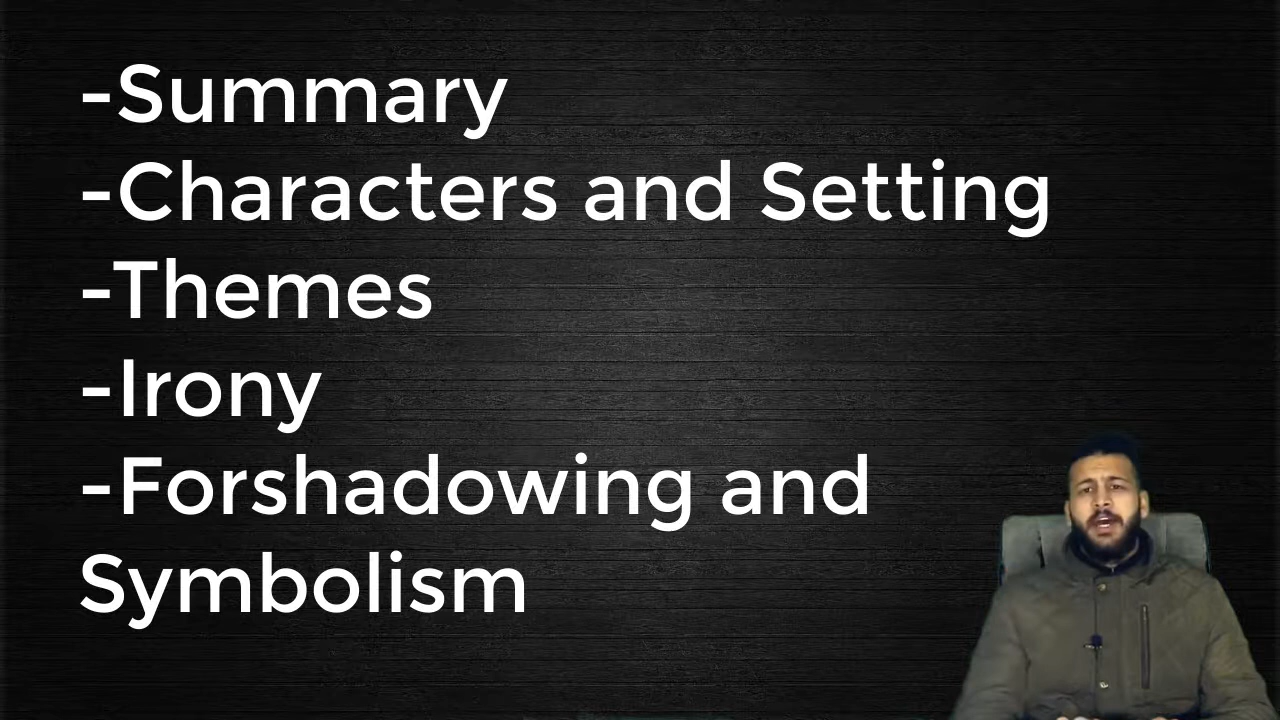 -Summary
-Characters and Setting
-Themes
-Irony
-Forshadowing and
Symbolism